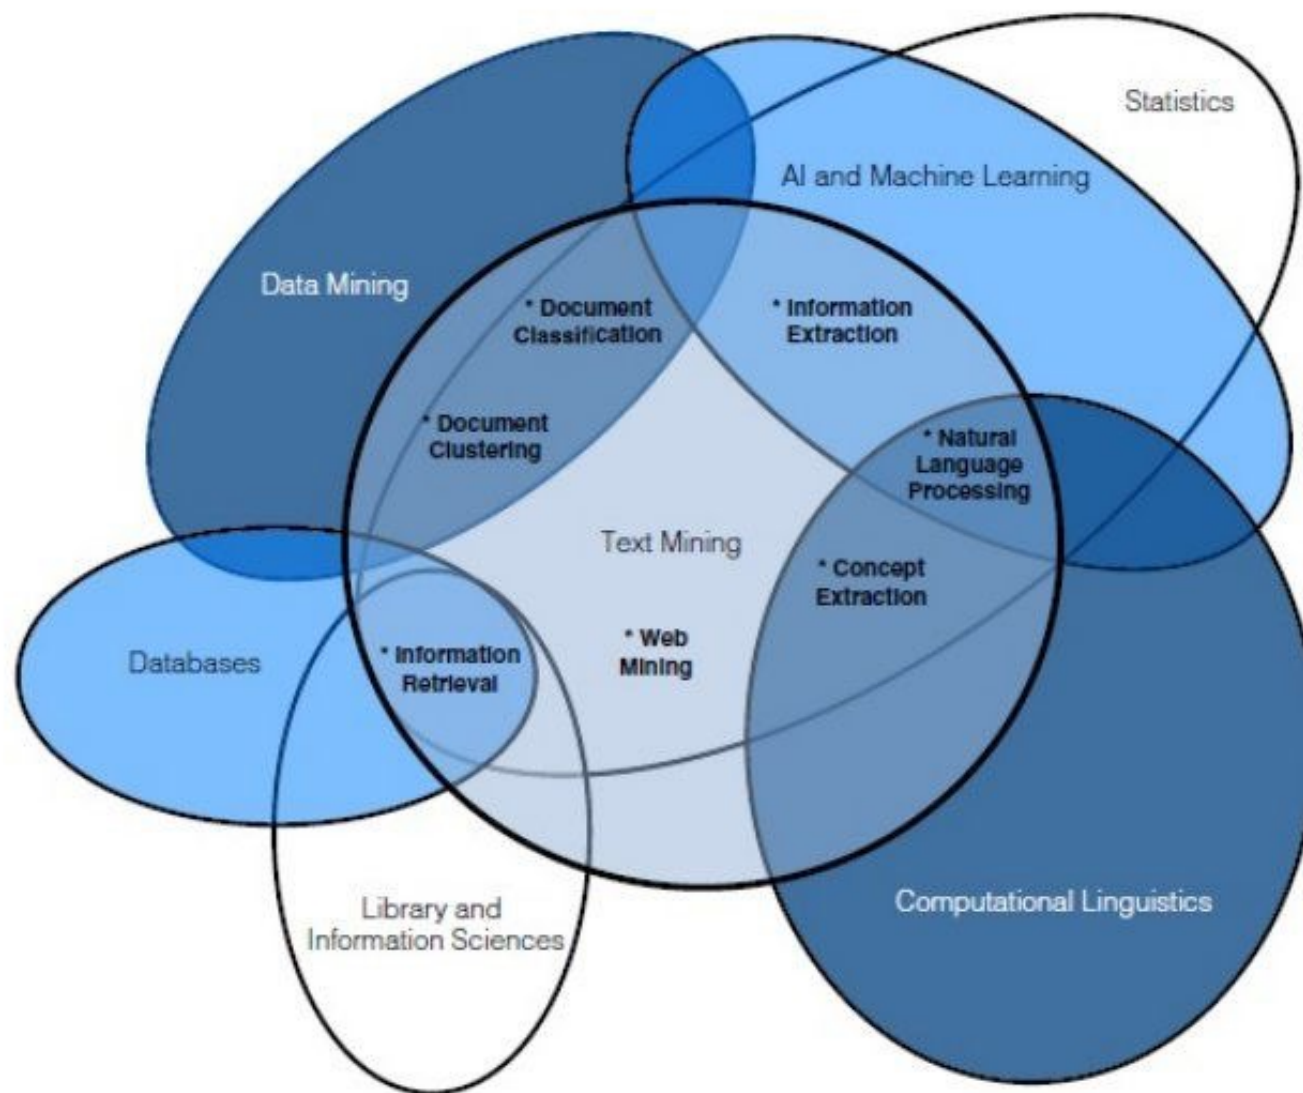 Statistics
AI and Machine Learning
Data Mining
* Document
Classification
* Information
Extraction
* Document
Clustering
* Natural
Language
Processing
Text Mining
* Concept
Extraction
* Web
Mining
Databases
* Information
Retrieval
Library and
Information Sciences
Computational Linguistics